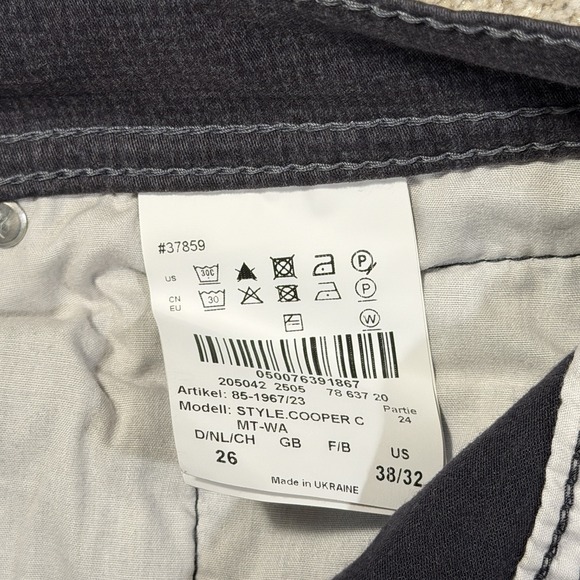 #37859
US 30C P
CN EU 30 P
W
050076391867
205042 2505 78 637 20
Artikel: 85-1967/23 Partie
Modell: STYLE.COOPER C 24
MT-WA
D/NL/CH GB F/B US
26 38/32
Made in UKRAINE